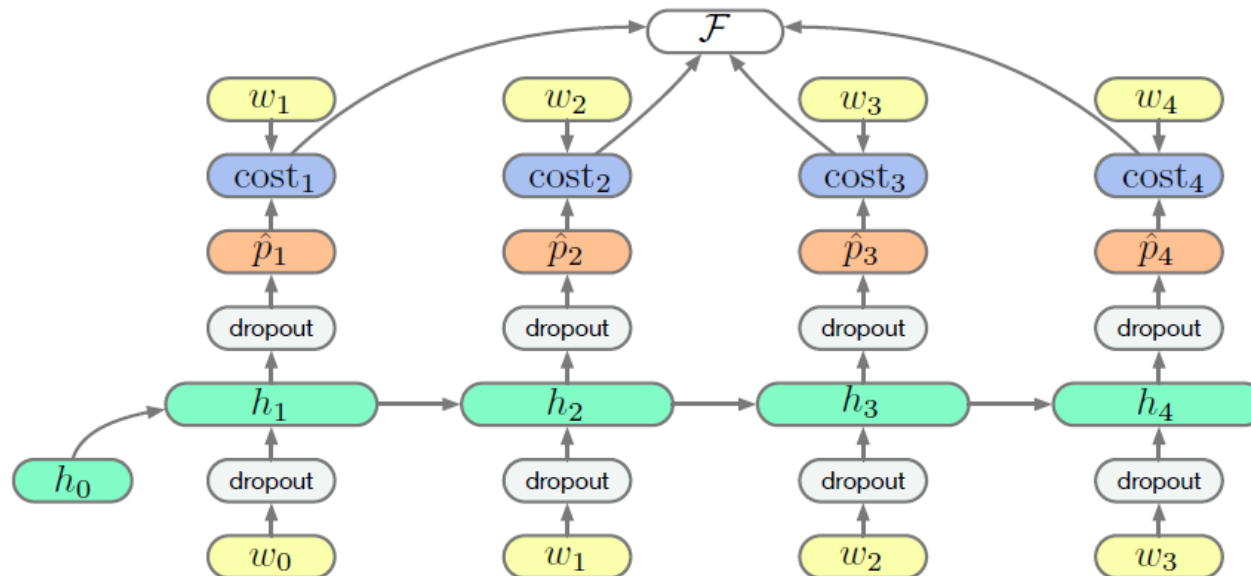 𝓕
w₁ w₂ w₃ w₄
cost₁ cost₂ cost₃ cost₄
p̂₁ p̂₂ p̂₃ p̂₄
dropout dropout dropout dropout
h₁ h₂ h₃ h₄
h₀ dropout dropout dropout dropout
w₀ w₁ w₂ w₃